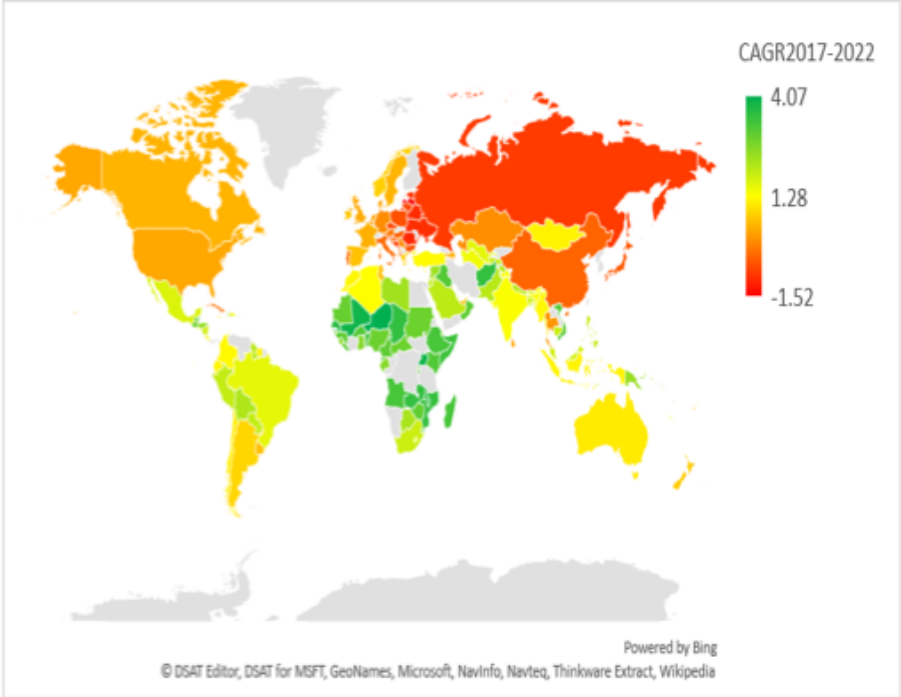 CAGR2017-2022
4.07
1.28
-1.52
Powered by Bing
© DSAT Editor, DSAT for MSFT, GeoNames, Microsoft, NavInfo, Navteq, Thinkware Extract, Wikipedia